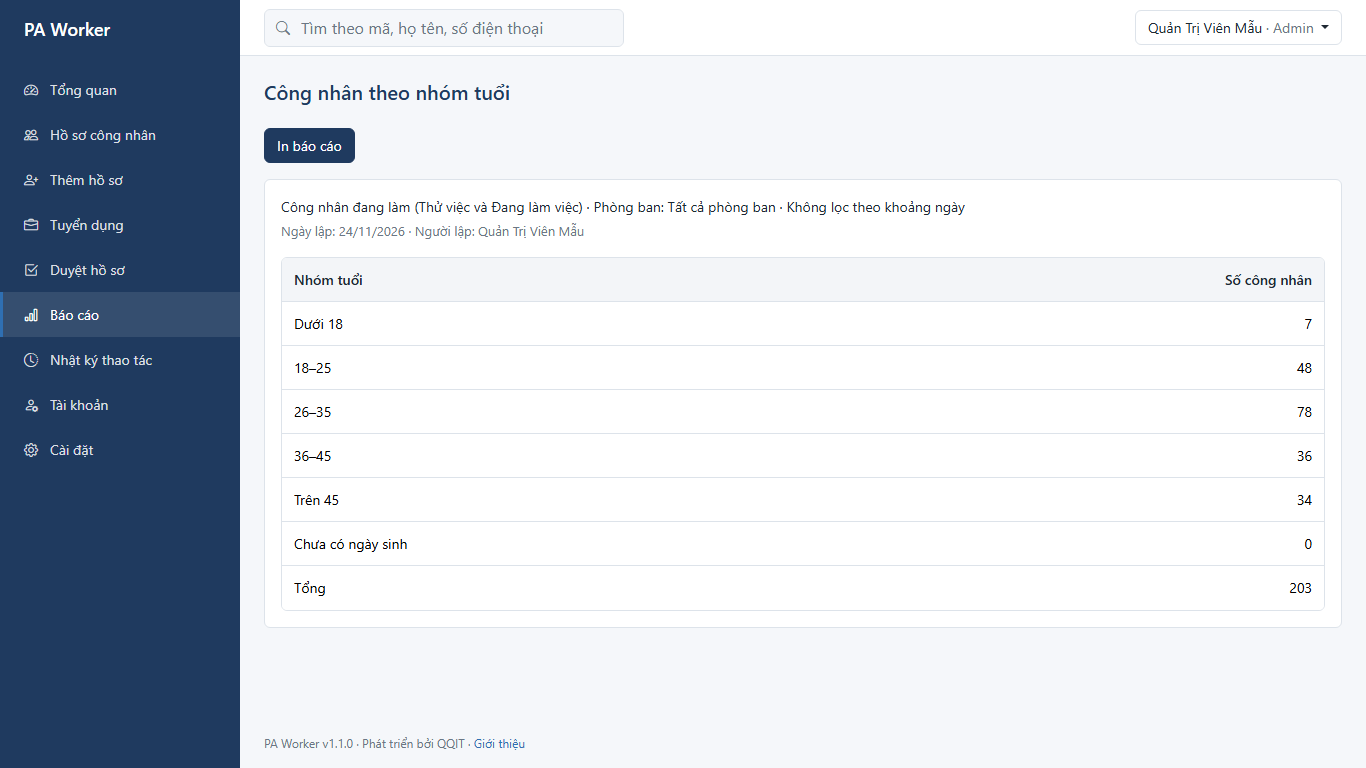 PA Worker
Tìm theo mã, họ tên, số điện thoại
Quản Trị Viên Mẫu · Admin
Tổng quan
Hồ sơ công nhân
Thêm hồ sơ
Tuyển dụng
Duyệt hồ sơ
Báo cáo
Nhật ký thao tác
Tài khoản
Cài đặt
Công nhân theo nhóm tuổi
In báo cáo
Công nhân đang làm (Thử việc và Đang làm việc) · Phòng ban: Tất cả phòng ban · Không lọc theo khoảng ngày
Ngày lập: 24/11/2026 · Người lập: Quản Trị Viên Mẫu
Nhóm tuổi Số công nhân
Dưới 18 7
18–25 48
26–35 78
36–45 36
Trên 45 34
Chưa có ngày sinh 0
Tổng 203
PA Worker v1.1.0 · Phát triển bởi QQIT · Giới thiệu